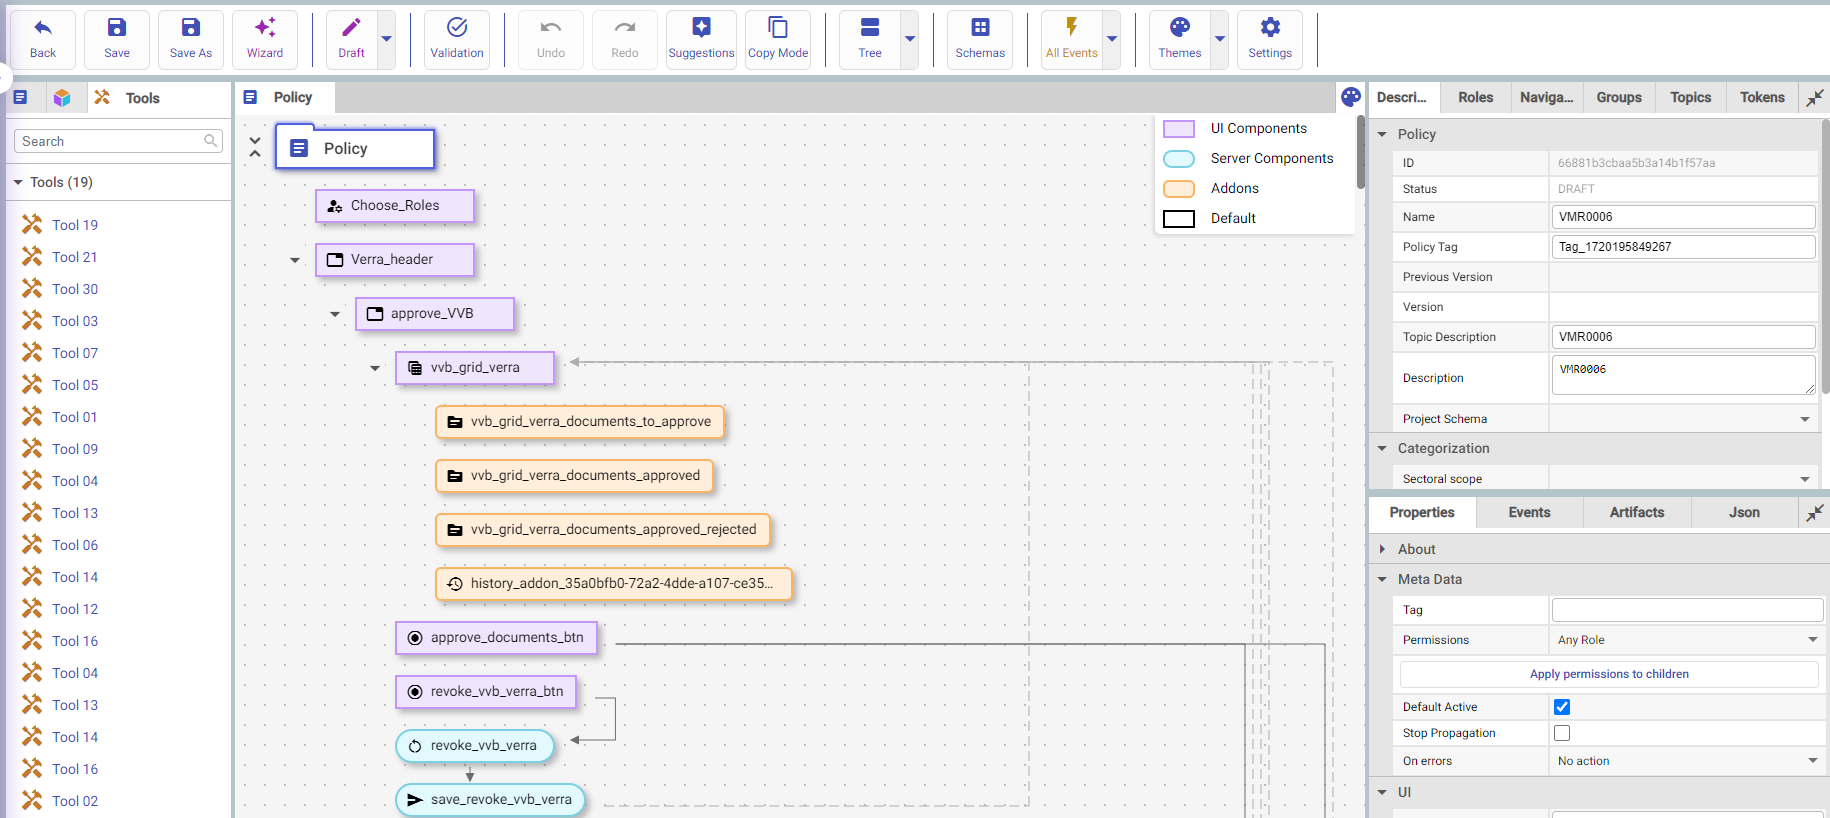 Back
Save
Save As
Wizard
Draft
Validation
Undo
Redo
Suggestions
Copy Mode
Tree
Schemas
All Events
Themes
Settings
Tools
Search
Tools (19)
Tool 19
Tool 21
Tool 30
Tool 03
Tool 07
Tool 05
Tool 01
Tool 09
Tool 04
Tool 13
Tool 06
Tool 14
Tool 12
Tool 16
Tool 04
Tool 13
Tool 14
Tool 16
Tool 02
Policy
Policy
Choose_Roles
Verra_header
approve_VVB
vvb_grid_verra
vvb_grid_verra_documents_to_approve
vvb_grid_verra_documents_approved
vvb_grid_verra_documents_approved_rejected
history_addon_35a0bfb0-72a2-4dde-a107-ce35...
approve_documents_btn
revoke_vvb_verra_btn
revoke_vvb_verra
save_revoke_vvb_verra
UI Components
Server Components
Addons
Default
Descri...
Roles
Naviga...
Groups
Topics
Tokens
Policy
ID 66881b3cbaa5b3a14b1f57aa
Status DRAFT
Name VMR0006
Policy Tag Tag_1720195849267
Previous Version
Version
Topic Description VMR0006
Description VMR0006
Project Schema
Categorization
Sectoral scope
Properties
Events
Artifacts
Json
About
Meta Data
Tag
Permissions Any Role
Apply permissions to children
Default Active
Stop Propagation
On errors No action
UI